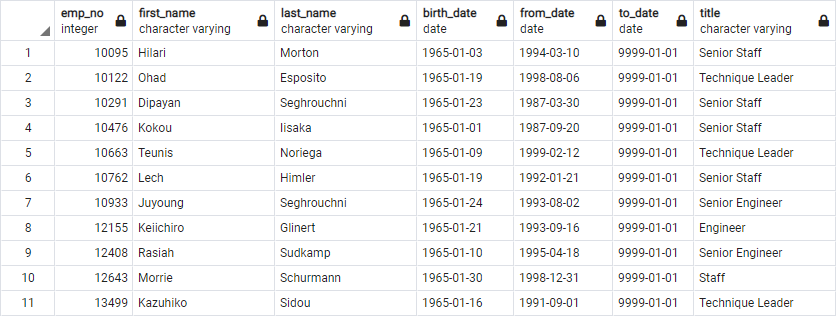 emp_no first_name last_name birth_date from_date to_date title
integer character varying character varying date date date character varying
1 10095 Hilari Morton 1965-01-03 1994-03-10 9999-01-01 Senior Staff
2 10122 Ohad Esposito 1965-01-19 1998-08-06 9999-01-01 Technique Leader
3 10291 Dipayan Seghrouchni 1965-01-23 1987-03-30 9999-01-01 Senior Staff
4 10476 Kokou Iisaka 1965-01-01 1987-09-20 9999-01-01 Senior Staff
5 10663 Teunis Noriega 1965-01-09 1999-02-12 9999-01-01 Technique Leader
6 10762 Lech Himler 1965-01-19 1992-01-21 9999-01-01 Senior Staff
7 10933 Juyoung Seghrouchni 1965-01-24 1993-08-02 9999-01-01 Senior Engineer
8 12155 Keiichiro Glinert 1965-01-21 1993-09-16 9999-01-01 Engineer
9 12408 Rasiah Sudkamp 1965-01-10 1995-04-18 9999-01-01 Senior Engineer
10 12643 Morrie Schurmann 1965-01-30 1998-12-31 9999-01-01 Staff
11 13499 Kazuhiko Sidou 1965-01-16 1991-09-01 9999-01-01 Technique Leader